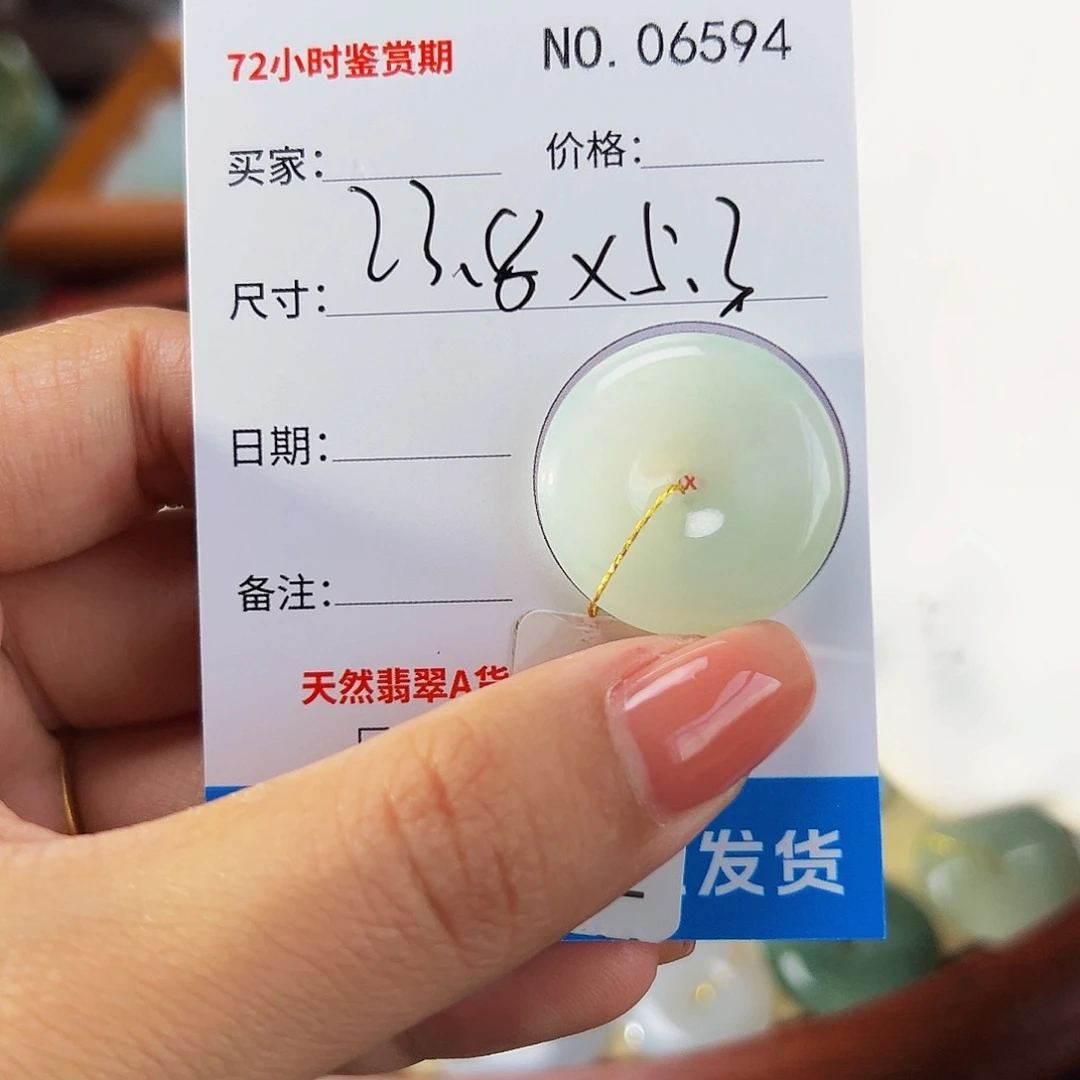 72小时鉴赏期 NO. 06594
买家: 价格:
尺寸: 23.8x5.3
日期:
备注:
天然翡翠A货
发货